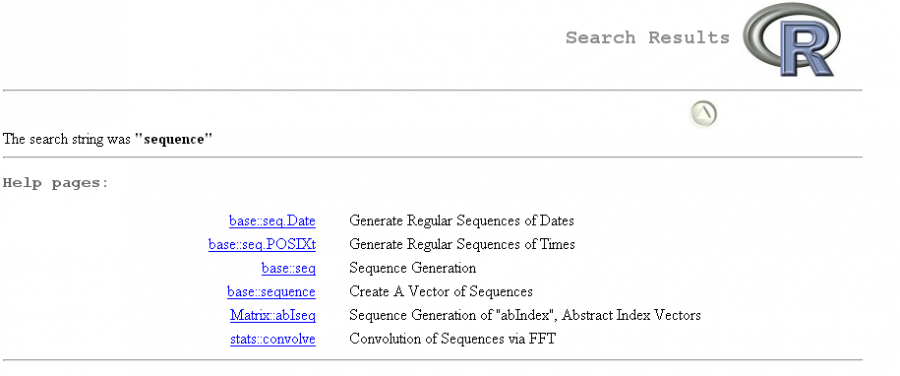 Search Results
R
The search string was "sequence"
Help pages:
base::seq.Date Generate Regular Sequences of Dates
base::seq.POSIXt Generate Regular Sequences of Times
base::seq Sequence Generation
base::sequence Create A Vector of Sequences
Matrix::abIseq Sequence Generation of "abIndex", Abstract Index Vectors
stats::convolve Convolution of Sequences via FFT